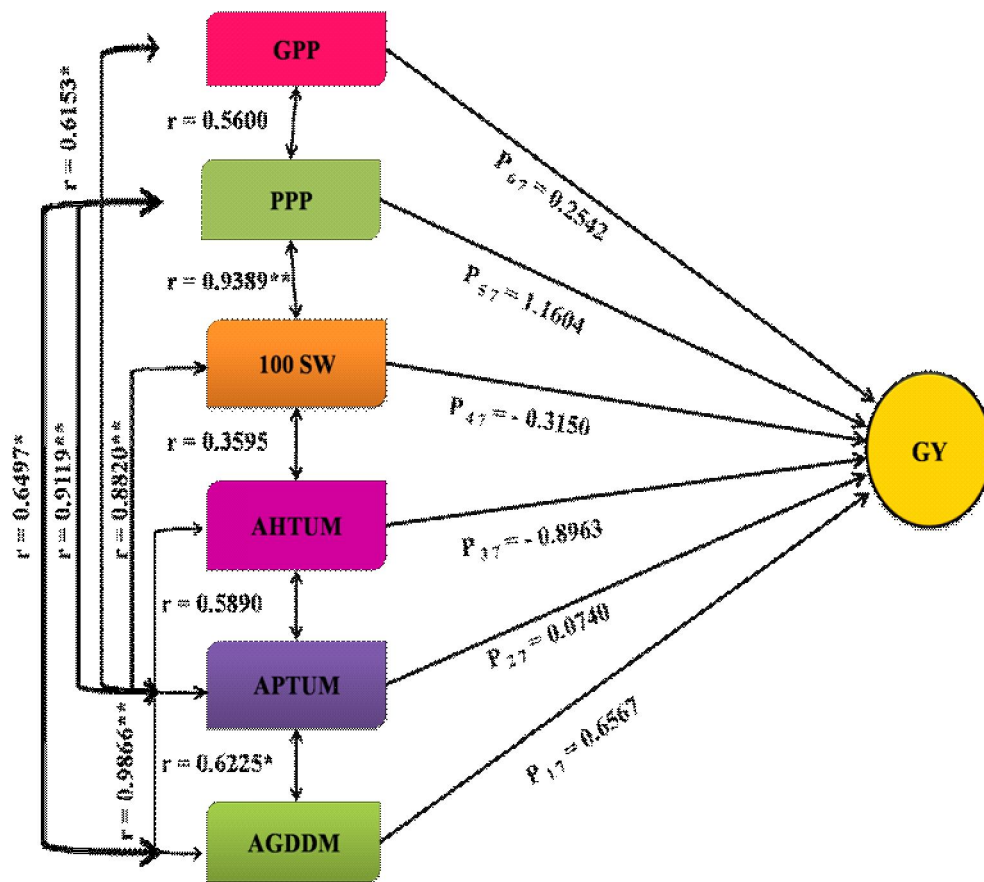 GPP
r = 0.5600
r = 0.6153*
PPP
r = 0.9389**
100 SW
r = 0.3595
AHTUM
r = 0.5890
APTUM
r = 0.6225*
AGDDM
r = 0.6497*
r = 0.9119**
r = 0.8820**
r = 0.9866**
P67 = 0.2542
P57 = 1.1604
P47 = - 0.3150
P37 = - 0.8963
P27 = 0.0740
P17 = 0.6567
GY